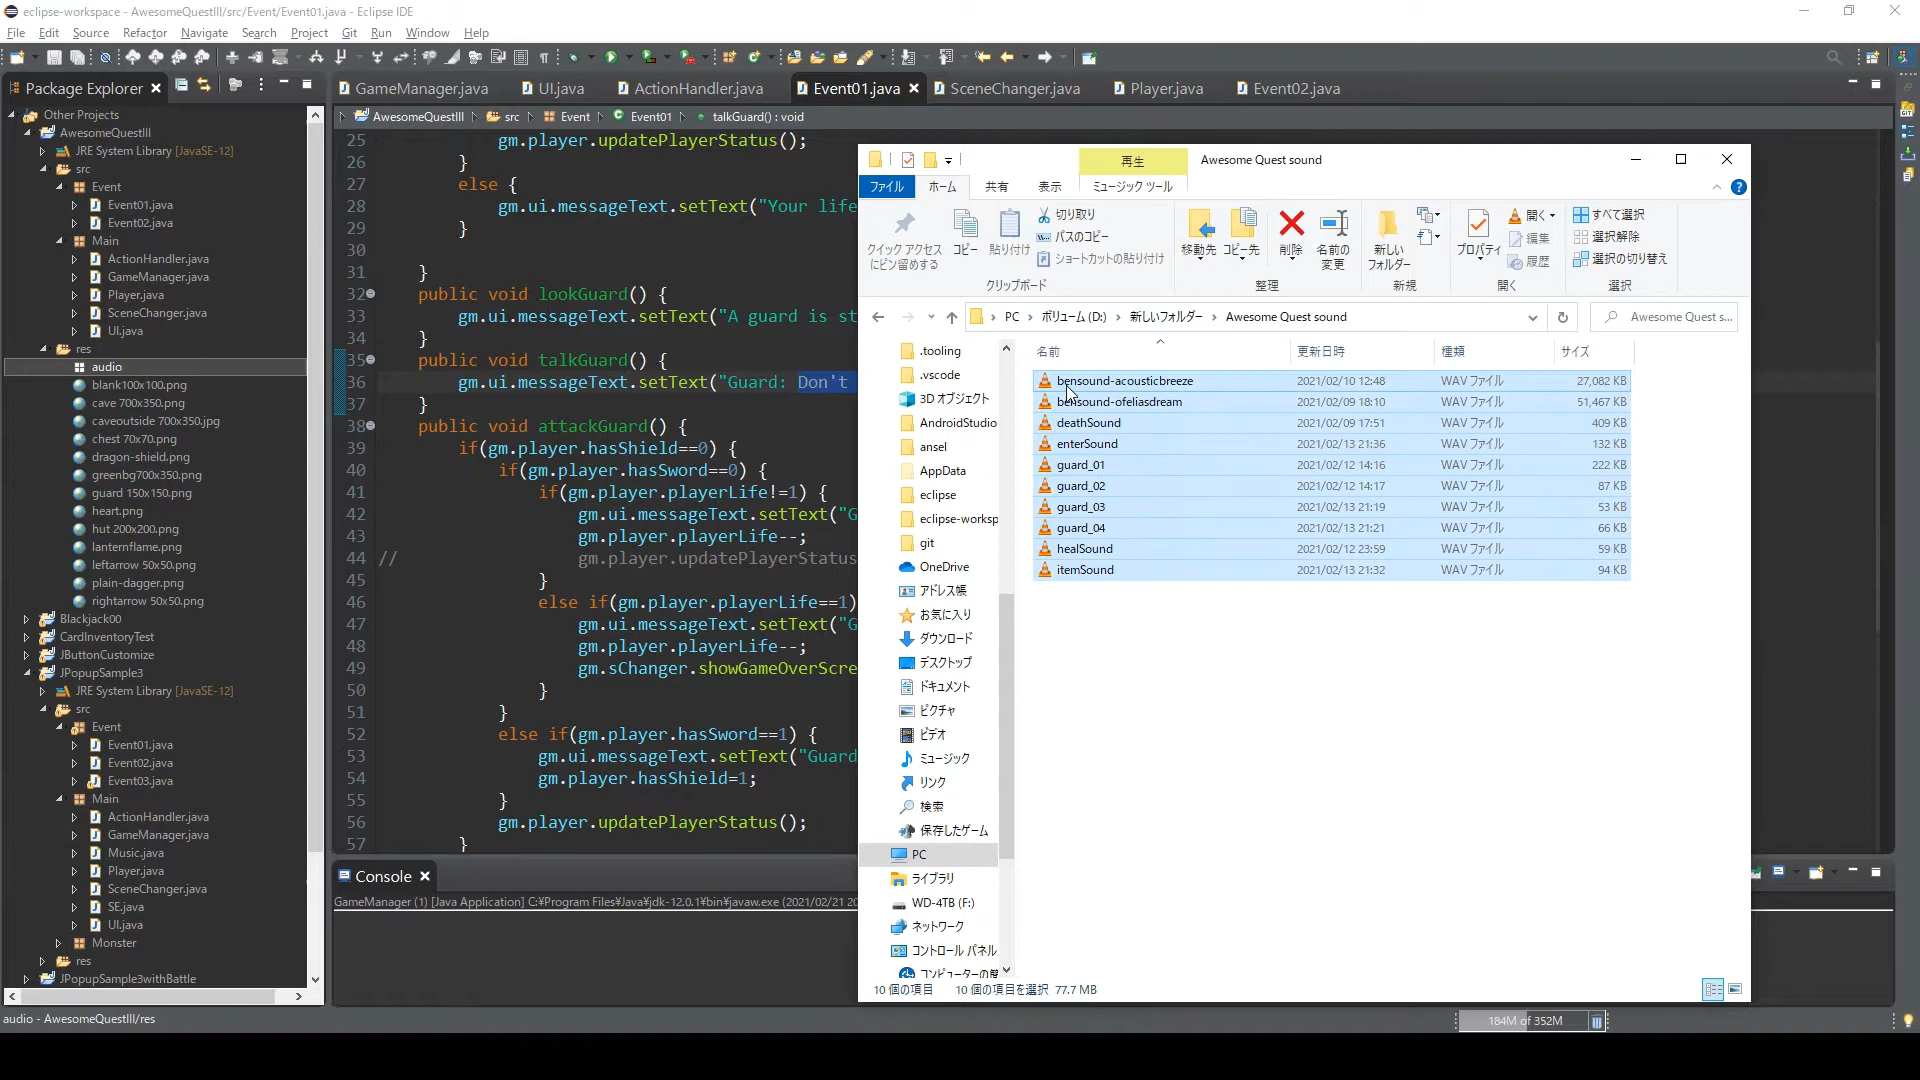 eclipse-workspace - AwesomeQuestIII/src/Event/Event01.java - Eclipse IDE
File Edit Source Refactor Navigate Search Project Git Run Window Help
Package Explorer
GameManager.java UI.java ActionHandler.java Event01.java SceneChanger.java Player.java Event02.java
AwesomeQuestIII src Event Event01 talkGuard() : void
Other Projects
AwesomeQuestIII
JRE System Library [JavaSE-12]
src
Event
Event01.java
Event02.java
Main
ActionHandler.java
GameManager.java
Player.java
SceneChanger.java
UI.java
res
audio
blank100x100.png
cave 700x350.png
caveoutside 700x350.jpg
chest 70x70.png
dragon-shield.png
greenbg700x350.png
guard 150x150.png
heart.png
hut 200x200.png
lanternflame.png
leftarrow 50x50.png
plain-dagger.png
rightarrow 50x50.png
Blackjack00
CardInventoryTest
JButtonCustomize
JPopupSample3
JRE System Library [JavaSE-12]
src
Event
Event01.java
Event02.java
Event03.java
Main
ActionHandler.java
GameManager.java
Music.java
Player.java
SceneChanger.java
SE.java
UI.java
Monster
res
JPopupSample3withBattle
25 gm.player.updatePlayerStatus();
26 }
27 else {
28 gm.ui.messageText.setText("Your life
29 }
30
31 }
32 public void lookGuard() {
33 gm.ui.messageText.setText("A guard is st
34 }
35 public void talkGuard() {
36 gm.ui.messageText.setText("Guard: Don't
37 }
38 public void attackGuard() {
39 if(gm.player.hasShield==0) {
40 if(gm.player.hasSword==0) {
41 if(gm.player.playerLife!=1) {
42 gm.ui.messageText.setText("G
43 gm.player.playerLife--;
44 // gm.player.updatePlayerStatus
45 }
46 else if(gm.player.playerLife==1)
47 gm.ui.messageText.setText("G
48 gm.player.playerLife--;
49 gm.sChanger.showGameOverScre
50 }
51 }
52 else if(gm.player.hasSword==1) {
53 gm.ui.messageText.setText("Guard
54 gm.player.hasShield=1;
55 }
56 gm.player.updatePlayerStatus();
57 }
Console
GameManager (1) [Java Application] C:¥Program Files¥Java¥jdk-12.0.1¥bin¥javaw.exe (2021/02/21 20
再生 Awesome Quest sound
ファイル ホーム 共有 表示 ミュージック ツール
クイック アクセス
にピン留めする
コピー
貼り付け
切り取り
パスのコピー
ショートカットの貼り付け
クリップボード
移動先 コピー先 削除 名前の
変更
整理
新しい
フォルダー
新規
プロパティ
開く
編集
履歴
開く
すべて選択
選択解除
選択の切り替え
選択
PC ボリューム (D:) 新しいフォルダー Awesome Quest sound
Awesome Quest s...
.tooling
.vscode
3D オブジェクト
AndroidStudio
ansel
AppData
eclipse
eclipse-worksp
git
OneDrive
アドレス帳
お気に入り
ダウンロード
デスクトップ
ドキュメント
ピクチャ
ビデオ
ミュージック
リンク
検索
保存したゲーム
PC
ライブラリ
WD-4TB (F:)
ネットワーク
コントロール パネル
コンピューターの簡
名前 更新日時 種類 サイズ
bensound-acousticbreeze 2021/02/10 12:48 WAV ファイル 27,082 KB
bensound-ofeliasdream 2021/02/09 18:10 WAV ファイル 51,467 KB
deathSound 2021/02/09 17:51 WAV ファイル 409 KB
enterSound 2021/02/13 21:36 WAV ファイル 132 KB
guard_01 2021/02/12 14:16 WAV ファイル 222 KB
guard_02 2021/02/12 14:17 WAV ファイル 87 KB
guard_03 2021/02/13 21:19 WAV ファイル 53 KB
guard_04 2021/02/13 21:21 WAV ファイル 66 KB
healSound 2021/02/12 23:59 WAV ファイル 59 KB
itemSound 2021/02/13 21:32 WAV ファイル 94 KB
10 個の項目 10 個の項目を選択 77.7 MB
audio - AwesomeQuestIII/res
184M of 352M